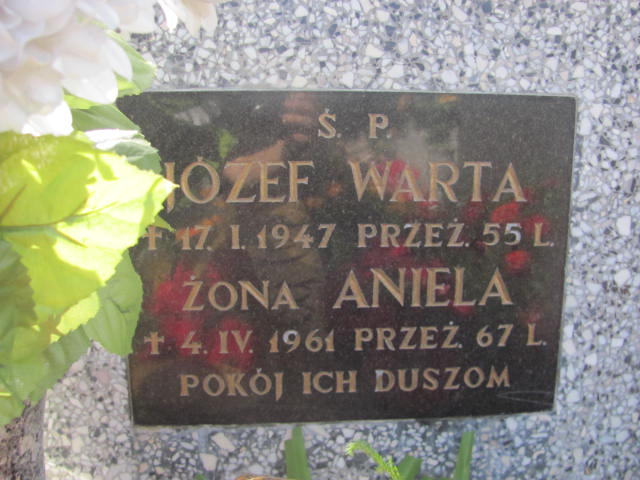 Ś. P.
JÓZEF WARTA
✝ 17. I. 1947 PRZEŻ. 55 L.
ŻONA ANIELA
✝ 4. IV. 1961 PRZEŻ. 67 L.
POKÓJ ICH DUSZOM